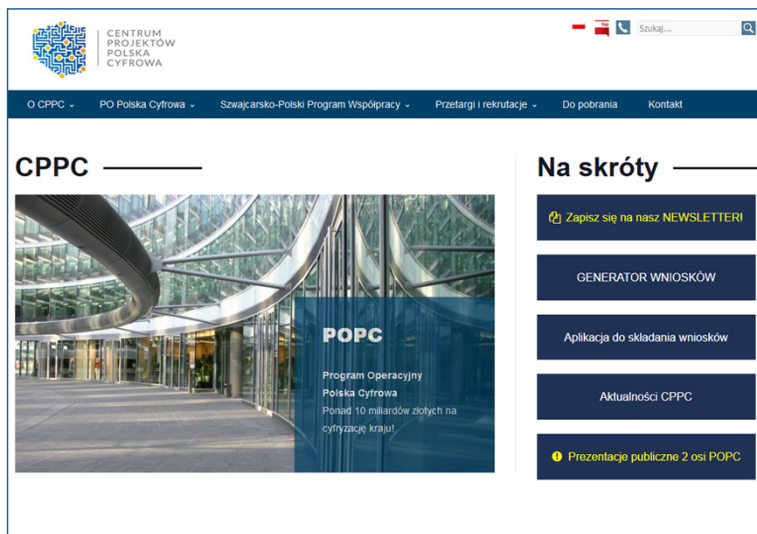 CENTRUM
PROJEKTÓW
POLSKA
CYFROWA
bip
Szukaj...
O CPPC
PO Polska Cyfrowa
Szwajcarsko-Polski Program Współpracy
Przetargi i rekrutacje
Do pobrania
Kontakt
CPPC
POPC
Program Operacyjny
Polska Cyfrowa
Ponad 10 miliardów złotych na
cyfryzację kraju!
Na skróty
Zapisz się na nasz NEWSLETTER!
GENERATOR WNIOSKÓW
Aplikacja do składania wniosków
Aktualności CPPC
Prezentacje publiczne 2 osi POPC